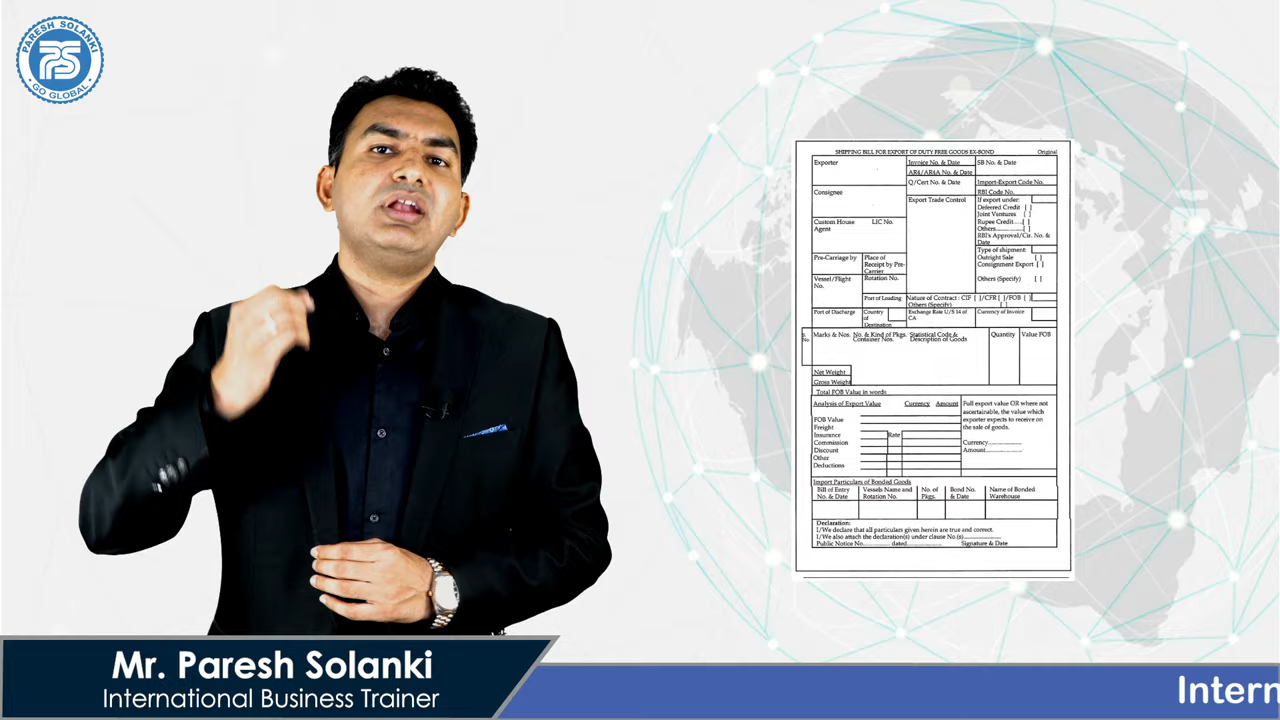 PARESH SOLANKI
PS
GO GLOBAL
SHIPPING BILL FOR EXPORT OF DUTY FREE GOODS EX-BOND Original
Exporter
Invoice No. & Date
SB No. & Date
AR4/AR4A No. & Date
Q/Cert No. & Date
Import-Export Code No.
Consignee
RBI Code No.
Export Trade Control
If export under:
Deferred Credit [ ]
Joint Ventures [ ]
Rupee Credit.....[ ]
Others..............[ ]
RBI's Approval/Cir. No. &
Date
Custom House LIC No.
Agent
Type of shipment:
Outright Sale [ ]
Consignment Export [ ]
Others (Specify) [ ]
Pre-Carriage by
Place of
Receipt by Pre-
Carrier
Vessel/Flight
No.
Rotation No.
Port of Loading
Nature of Contract : CIF [ ]/CFR [ ]/FOB [ ]
Others (Specify) [ ]
Port of Discharge
Country
of
Destination
Exchange Rate U/S 14 of
CA
Currency of Invoice
S.
No
Marks & Nos. No. & Kind of Pkgs. Statistical Code &
Container Nos. Description of Goods
Quantity
Value FOB
Net Weight
Gross Weight
Total FOB Value in words
Analysis of Export Value Currency Amount
Full export value OR where not
ascertainable, the value which
exporter expects to receive on
the sale of goods.
FOB Value
Freight
Insurance Rate
Commission
Discount
Other
Deductions
Currency..............
Amount..............
Import Particulars of Bonded Goods
Bill of Entry
No. & Date
Vessels Name and
Rotation No.
No. of
Pkgs.
Bond No.
& Date
Name of Bonded
Warehouse
Declaration:
I/We declare that all particulars given herein are true and correct.
I/We also attach the declaration(s) under clause No.(s)..............
Public Notice No............ dated............... Signature & Date
Mr. Paresh Solanki
International Business Trainer
Intern